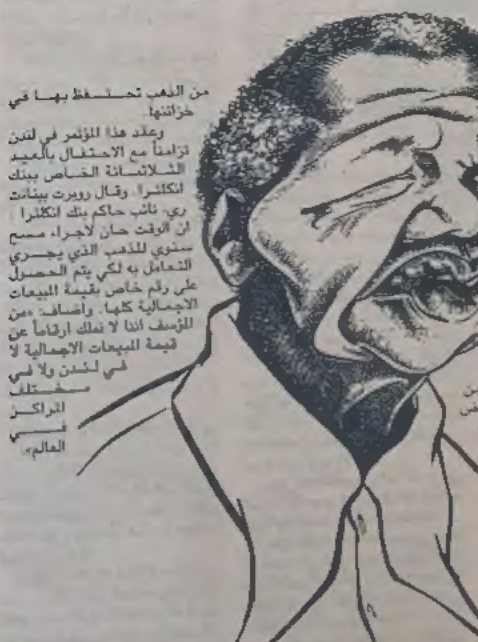 من الذهب تحتفظ بها في
خزائنها.
وعقد هذا المؤتمر في لندن
تزامناً مع الاحتفال بالعيد
الثلاثمائة الخاص ببنك
انكلترا. وقال روبرت بينانت
ري، نائب حاكم بنك انكلترا:
ان الوقت حان لاجراء مسح
سنوي للذهب الذي يجري
التعامل به لكي يتم الحصول
على رقم خاص بقيمة المبيعات
الاجمالية كلها. واضاف: «من
المؤسف اننا لا نملك ارقاماً عن
قيمة المبيعات الاجمالية لا
في لندن ولا في
مختلف
المراكز
في
العالم».